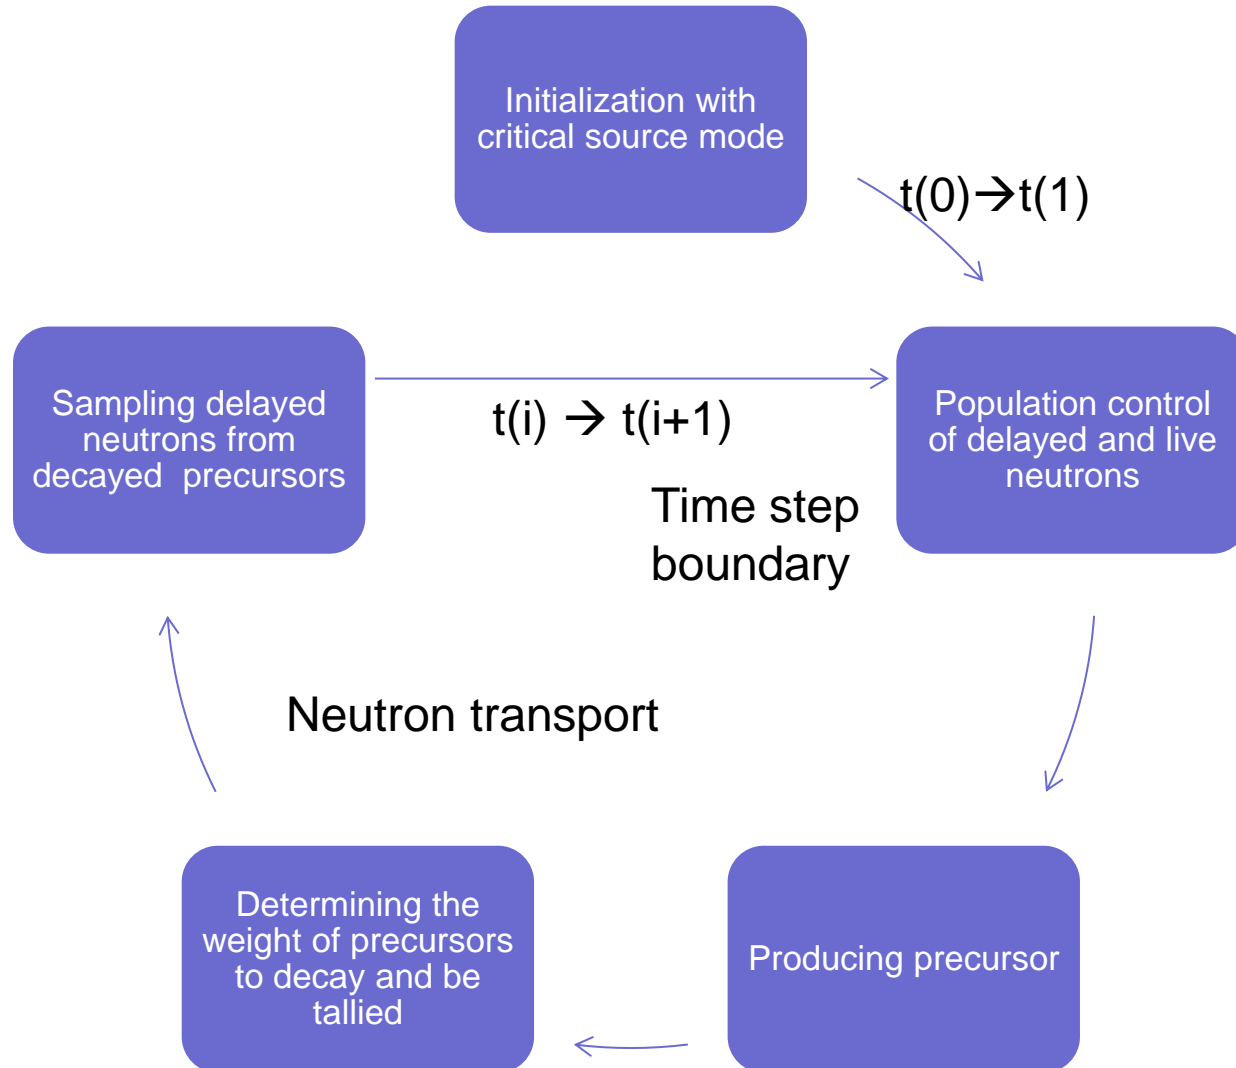 Initialization with
critical source mode
t(0)→t(1)
Sampling delayed
neutrons from
decayed precursors
t(i) → t(i+1)
Population control
of delayed and live
neutrons
Time step
boundary
Neutron transport
Determining the
weight of precursors
to decay and be
tallied
Producing precursor